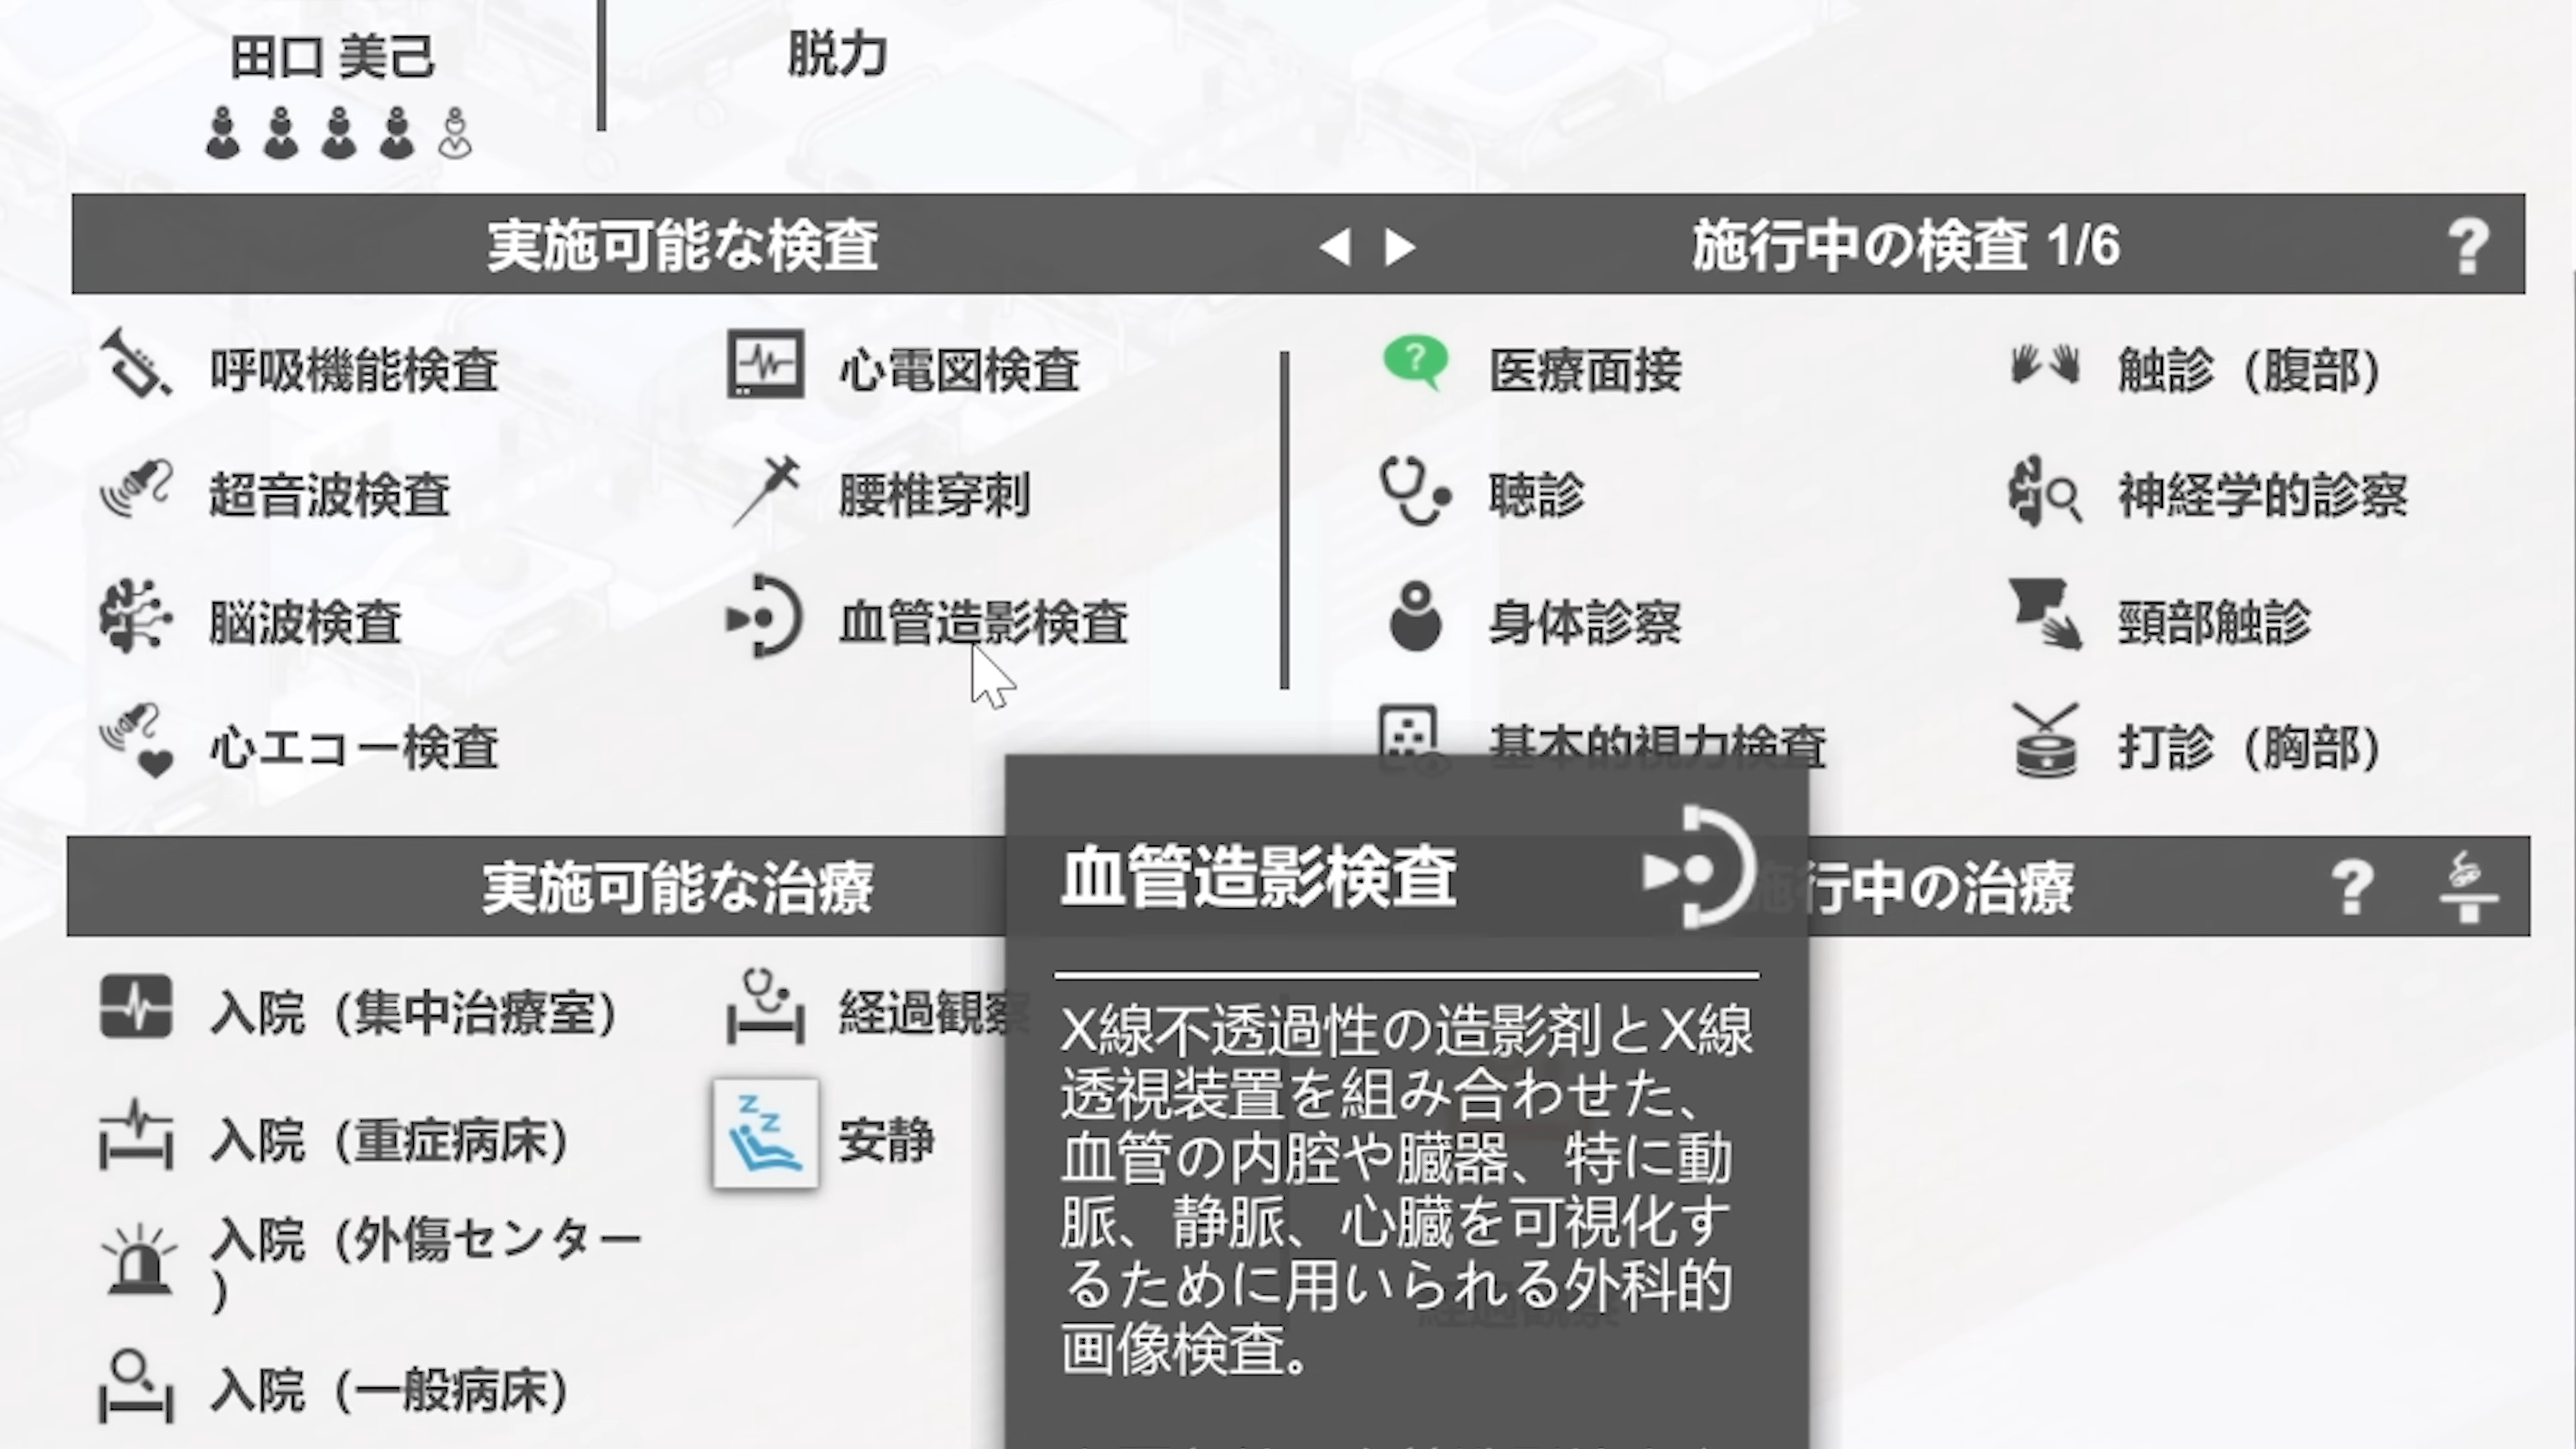 田口 美己
脱力
実施可能な検査
施行中の検査 1/6
?
呼吸機能検査
心電図検査
医療面接
触診（腹部）
超音波検査
腰椎穿刺
聴診
神経学的診察
脳波検査
血管造影検査
身体診察
頸部触診
心エコー検査
基本的視力検査
打診（胸部）
実施可能な治療
施行中の治療
?
入院（集中治療室）
経過観察
入院（重症病床）
安静
入院（外傷センター
）
入院（一般病床）
血管造影検査
X線不透過性の造影剤とX線
透視装置を組み合わせた、
血管の内腔や臓器、特に動
脈、静脈、心臓を可視化す
るために用いられる外科的
画像検査。
経過観察